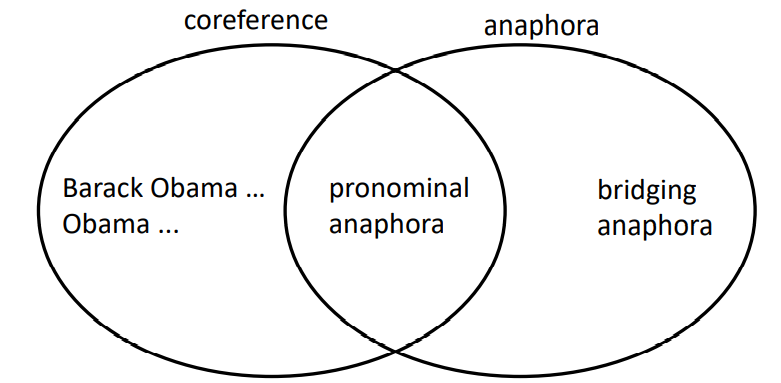 coreference
anaphora
Barack Obama ...
Obama ...
pronominal
anaphora
bridging
anaphora